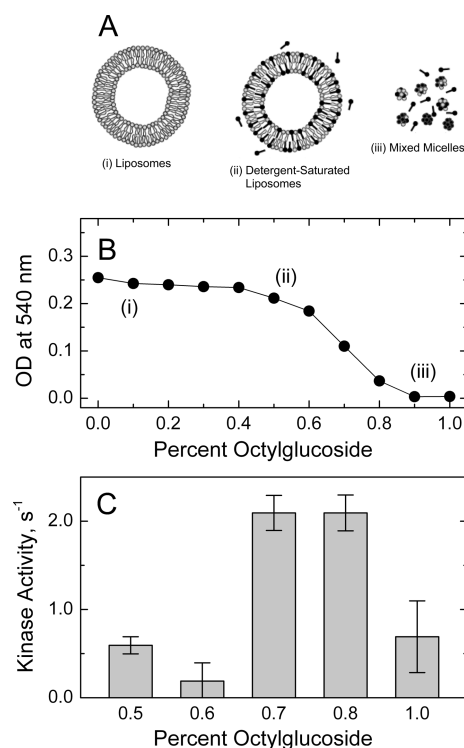 A
(i) Liposomes
(ii) Detergent-Saturated
Liposomes
(iii) Mixed Micelles
B
OD at 540 nm
0.3
0.2
0.1
0.0
(i)
(ii)
(iii)
0.0 0.2 0.4 0.6 0.8 1.0
Percent Octylglucoside
C
Kinase Activity, s-1
2.0
1.0
0.0
0.5 0.6 0.7 0.8 1.0
Percent Octylglucoside